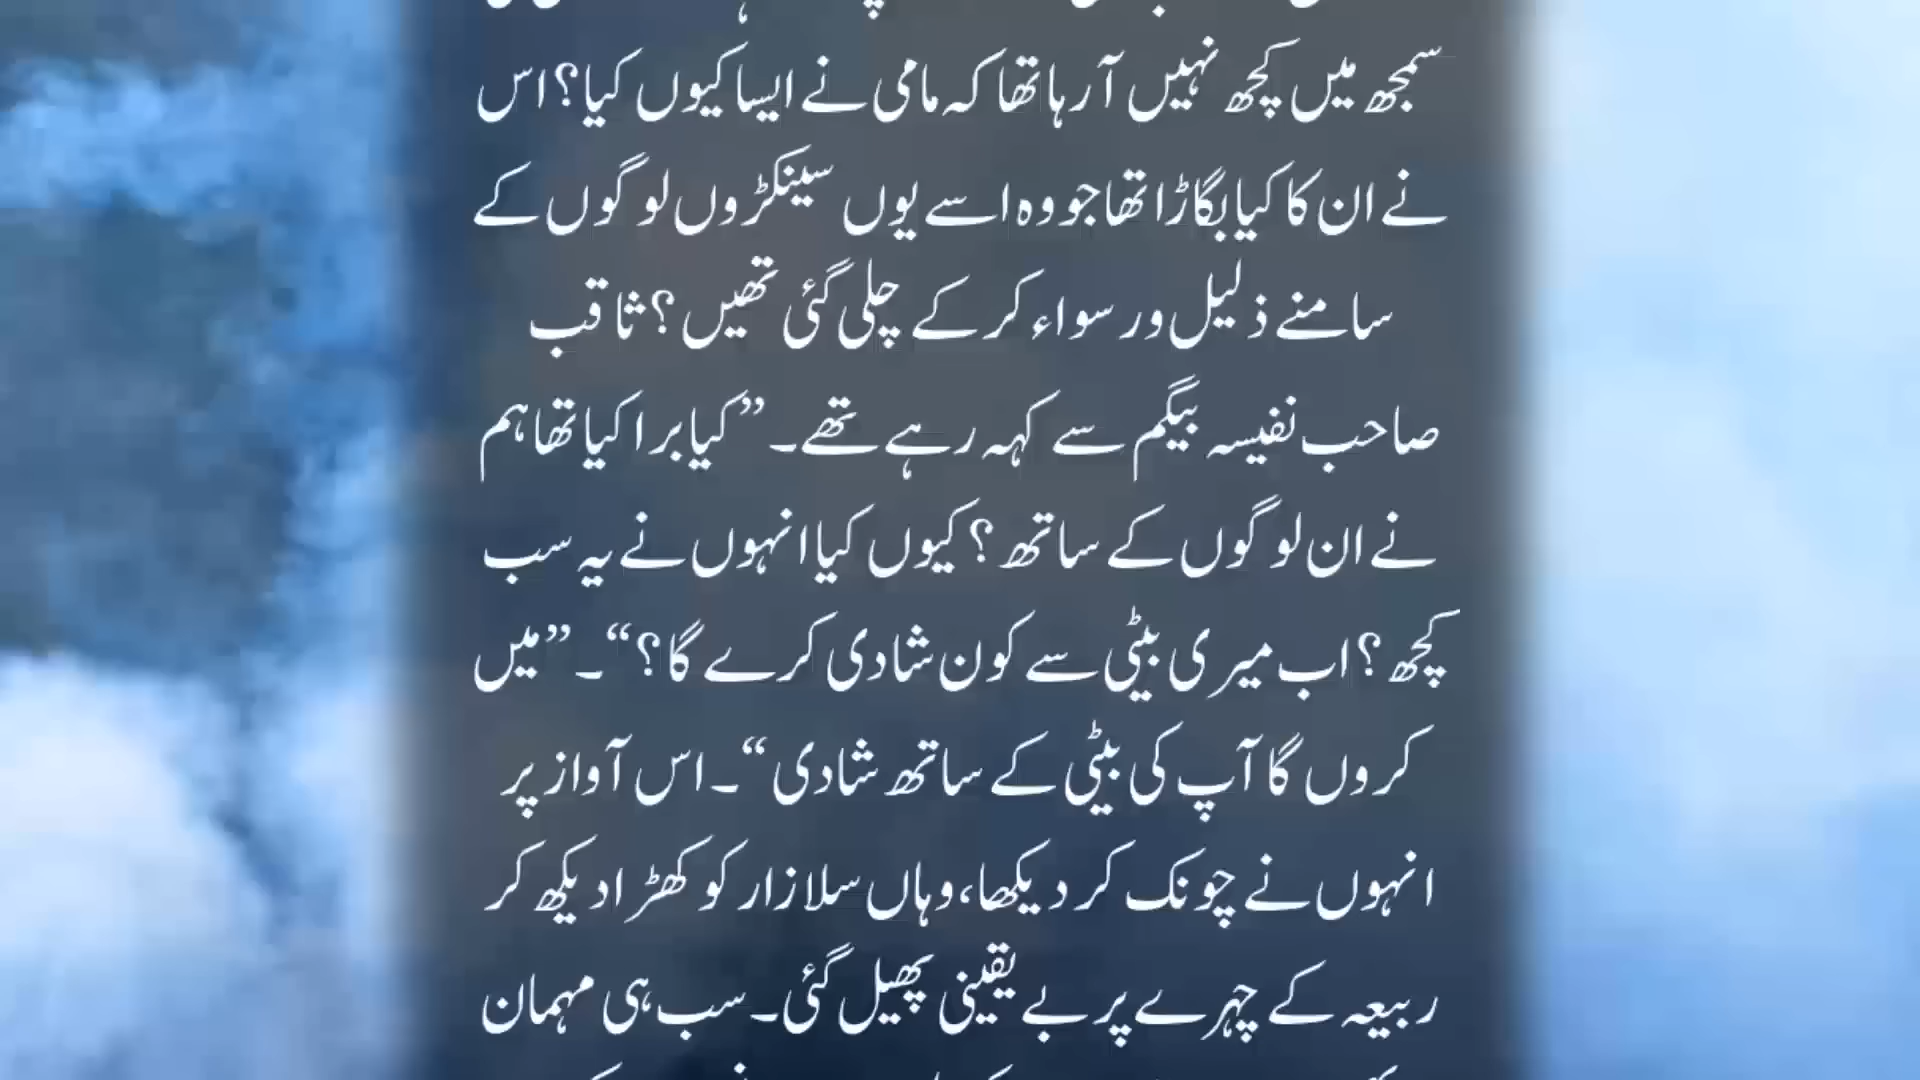 سمجھ میں کچھ نہیں آرہا تھا کہ مامی نے ایسا کیوں کیا؟ اس
نے ان کا کیا بگاڑا تھا جو وہ اسے یوں سینکڑوں لوگوں کے
سامنے ذلیل ور سواء کر کے چلی گئی تھیں؟ ثاقب
صاحب نفیسہ بیگم سے کہہ رہے تھے۔ ”کیا برا کیا تھا ہم
نے ان لوگوں کے ساتھ؟ کیوں کیا انہوں نے یہ سب
کچھ؟ اب میری بیٹی سے کون شادی کرے گا؟“۔ ”میں
کروں گا آپ کی بیٹی کے ساتھ شادی“۔ اس آواز پر
انہوں نے چونک کر دیکھا، وہاں سلازار کو کھڑا دیکھ کر
ربیعہ کے چہرے پر بے یقینی پھیل گئی۔ سب ہی مہمان